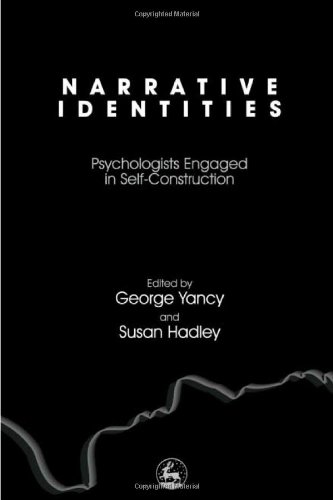 Copyrighted Material
NARRATIVE
IDENTITIES
Psychologists Engaged
in Self-Construction
Edited by
George Yancy
and
Susan Hadley
Copyrighted Material